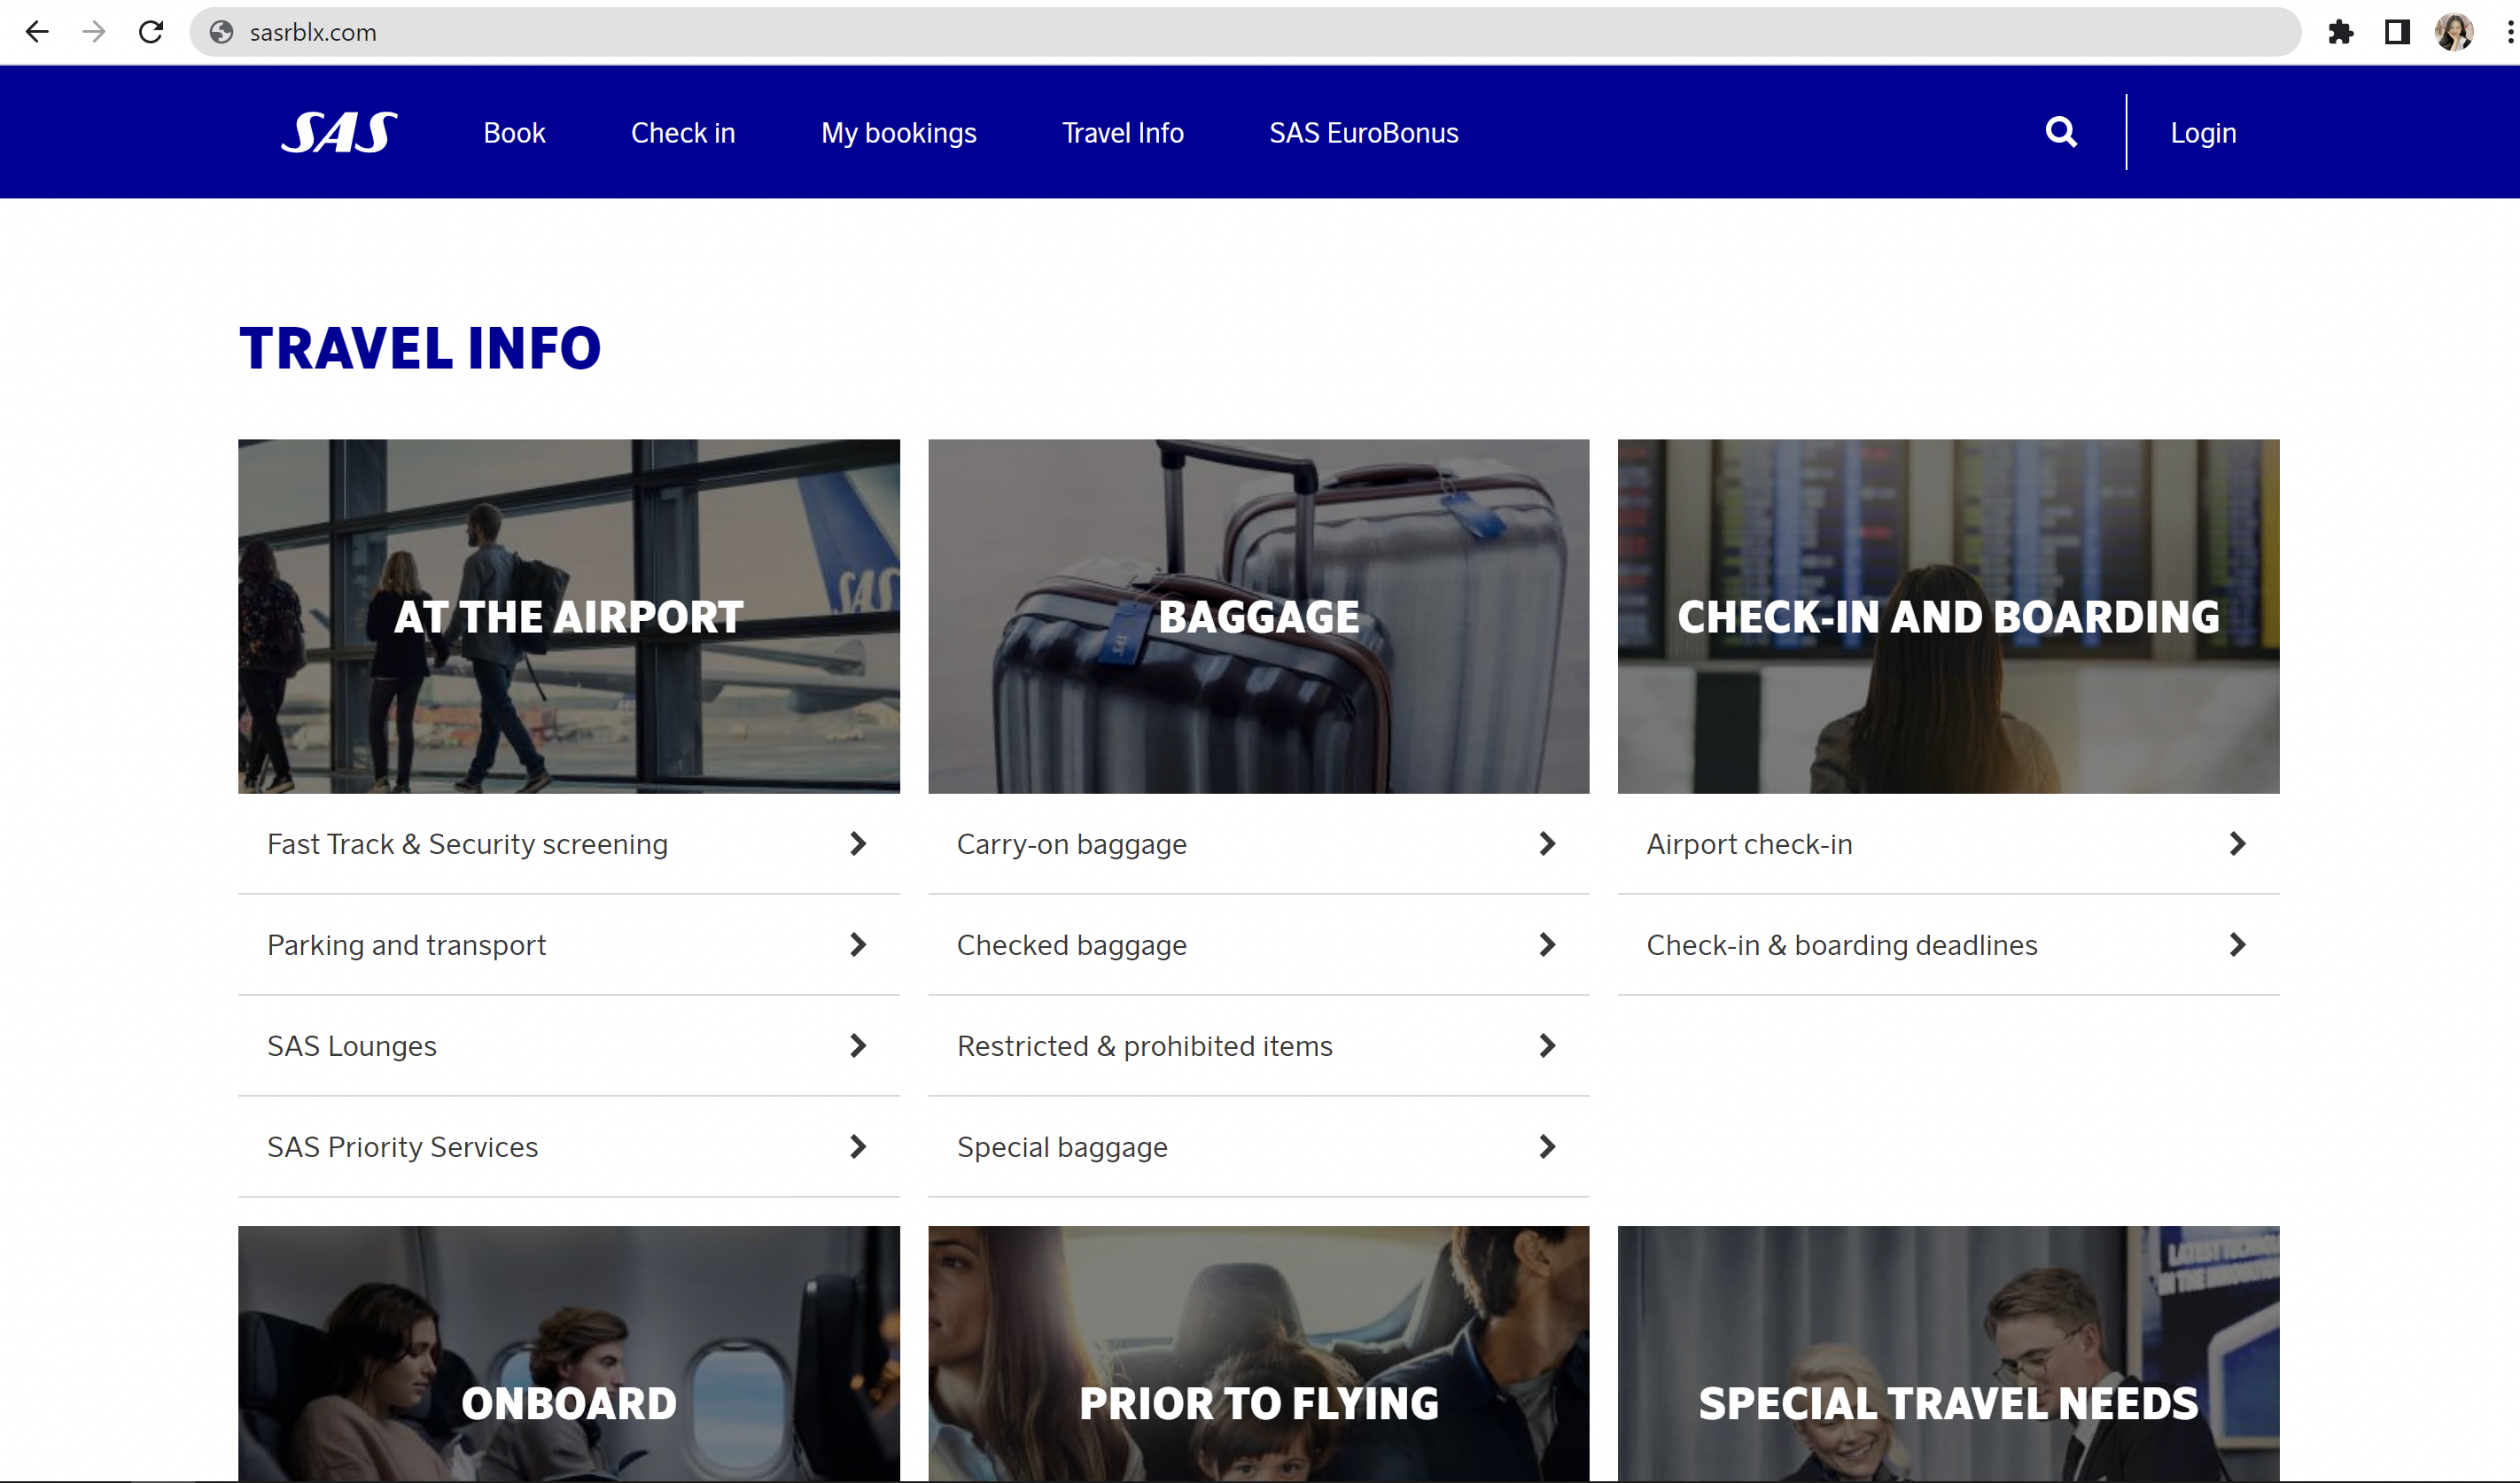 sasrblx.com
SAS Book Check in My bookings Travel Info SAS EuroBonus Login
TRAVEL INFO
SAS
AT THE AIRPORT
BAGGAGE
CHECK-IN AND BOARDING
Fast Track & Security screening
Carry-on baggage
Airport check-in
Parking and transport
Checked baggage
Check-in & boarding deadlines
SAS Lounges
Restricted & prohibited items
SAS Priority Services
Special baggage
IN THE
ONBOARD
PRIOR TO FLYING
SPECIAL TRAVEL NEEDS